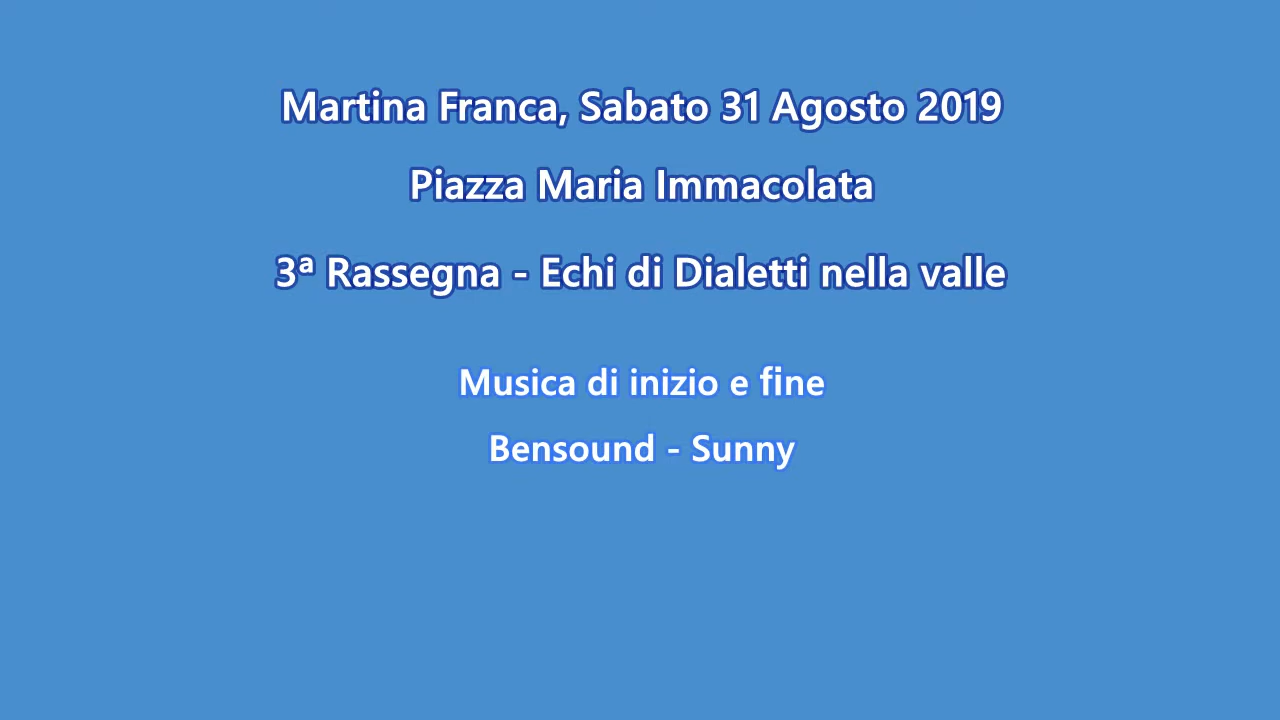 Martina Franca, Sabato 31 Agosto 2019
Piazza Maria Immacolata
3ª Rassegna - Echi di Dialetti nella valle
Musica di inizio e fine
Bensound - Sunny